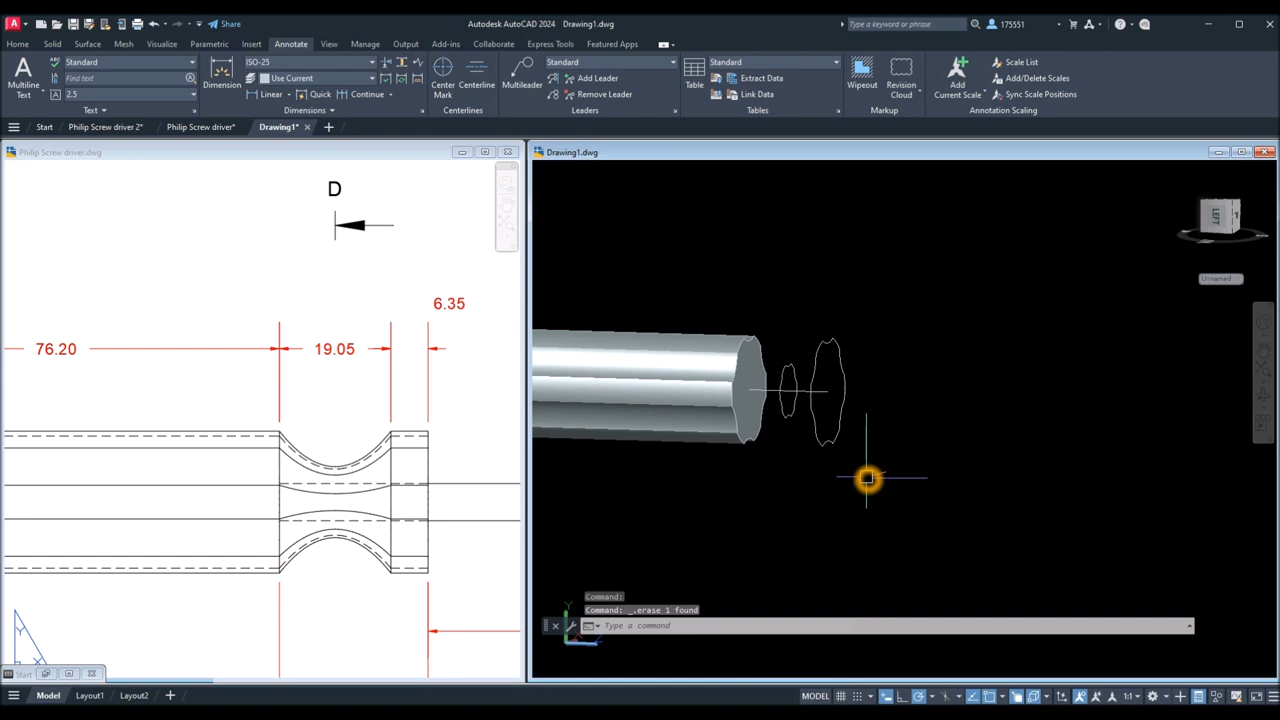 Share
Autodesk AutoCAD 2024 Drawing1.dwg
Type a keyword or phrase
175551
Home Solid Surface Mesh Visualize Parametric Insert Annotate View Manage Output Add-ins Collaborate Express Tools Featured Apps
Multiline
Text
Standard
Find text
2.5
Text
Dimension
ISO-25
Use Current
Linear Quick Continue
Dimensions
Center
Mark
Centerline
Centerlines
Multileader
Standard
Add Leader
Remove Leader
Leaders
Table
Standard
Extract Data
Link Data
Tables
Wipeout
Revision
Cloud
Markup
Add
Current Scale
Scale List
Add/Delete Scales
Sync Scale Positions
Annotation Scaling
Start Philip Screw driver 2* Philip Screw driver* Drawing1*
Philip Screw driver.dwg
Drawing1.dwg
D
6.35
76.20
19.05
Y
X
LEFT
Unnamed
Command:
Command: _.erase 1 found
Type a command
Y
Start
Model Layout1 Layout2
MODEL
1:1